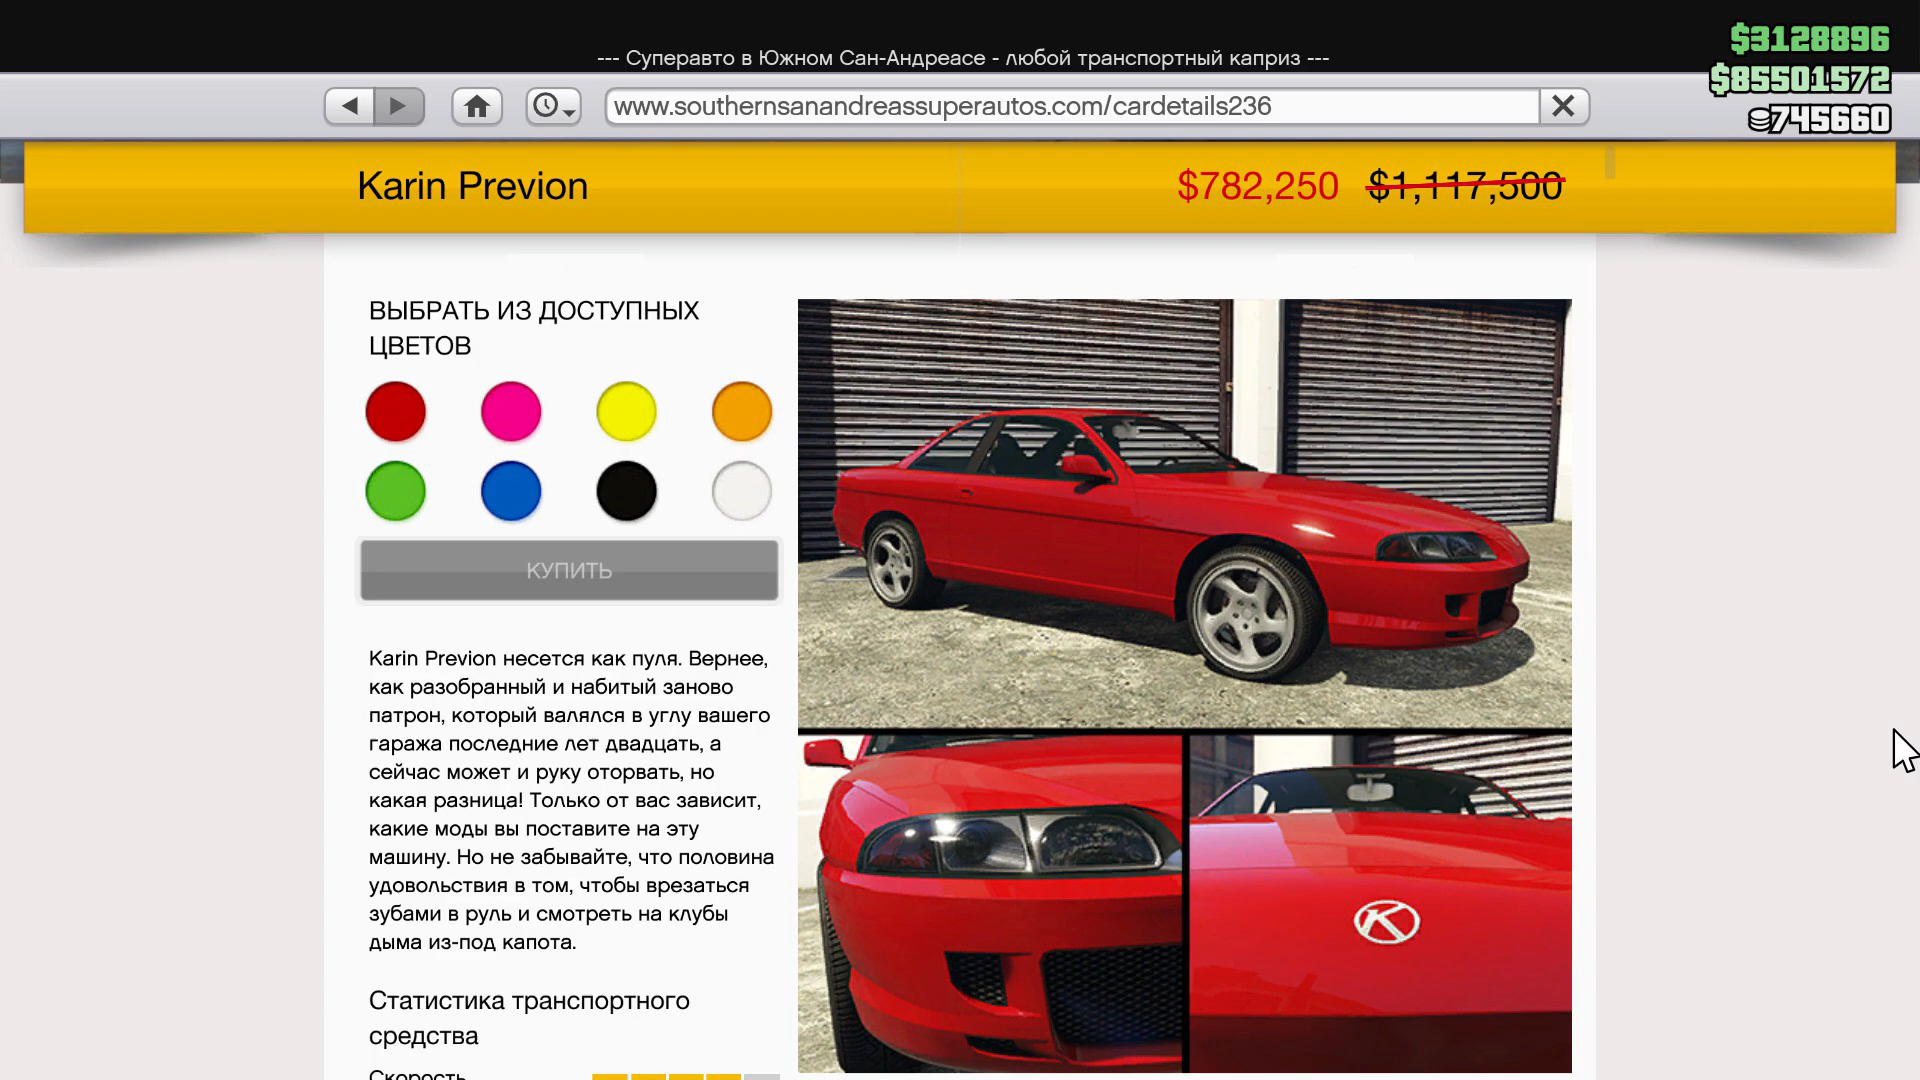 $3128896
--- Суперавто в Южном Сан-Андреасе - любой транспортный каприз ---
$85501572
www.southernsanandreassuperautos.com/cardetails236
745660
Karin Previon
$782,250 $1,117,500
ВЫБРАТЬ ИЗ ДОСТУПНЫХ
ЦВЕТОВ
КУПИТЬ
Karin Previon несется как пуля. Вернее,
как разобранный и набитый заново
патрон, который валялся в углу вашего
гаража последние лет двадцать, а
сейчас может и руку оторвать, но
какая разница! Только от вас зависит,
какие моды вы поставите на эту
машину. Но не забывайте, что половина
удовольствия в том, чтобы врезаться
зубами в руль и смотреть на клубы
дыма из-под капота.
Статистика транспортного
средства
Скорость